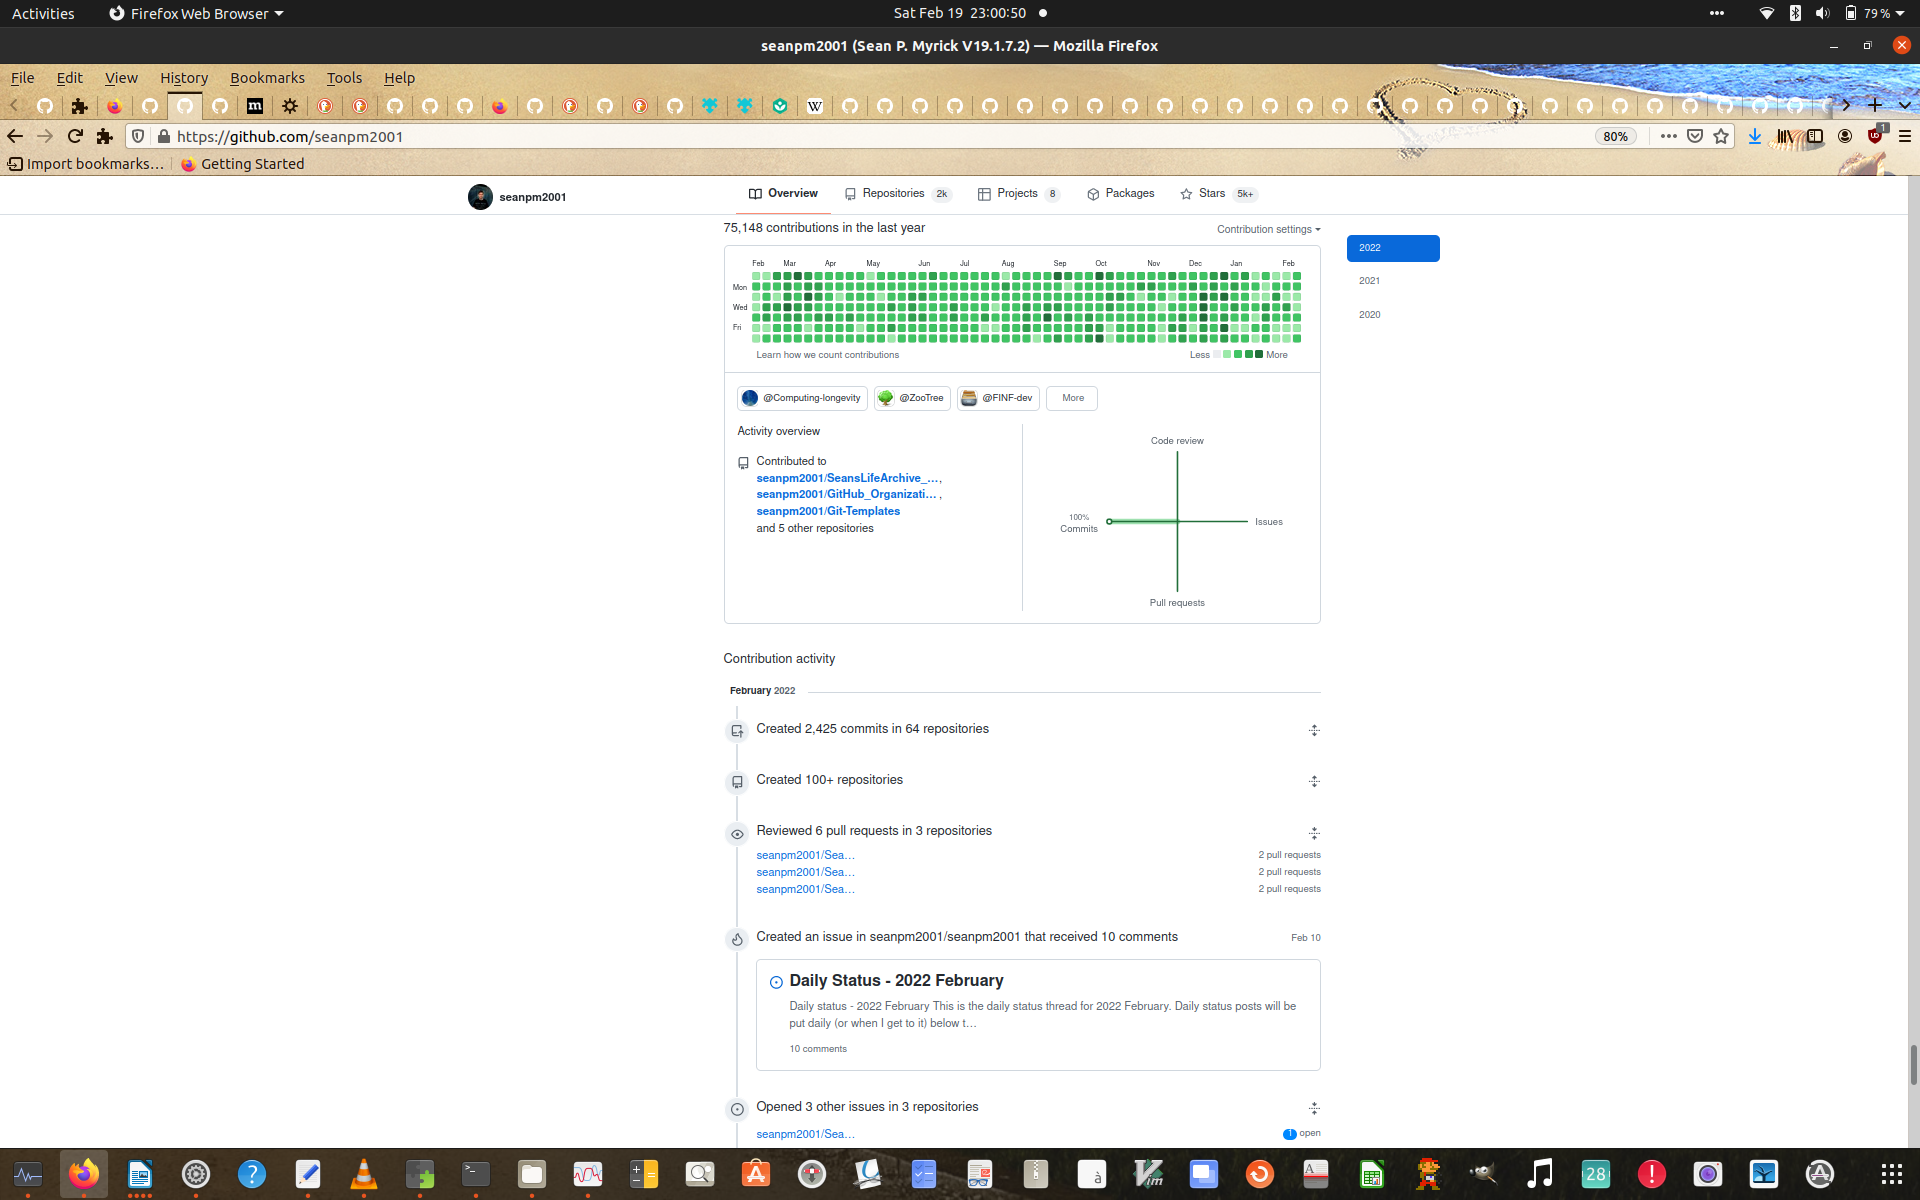 Activities Firefox Web Browser Sat Feb 19 23:00:50 79 %
seanpm2001 (Sean P. Myrick V19.1.7.2) — Mozilla Firefox
File Edit View History Bookmarks Tools Help
https://github.com/seanpm2001 80% 1
Import bookmarks... Getting Started
seanpm2001 Overview Repositories 2k Projects 8 Packages Stars 5k+
75,148 contributions in the last year Contribution settings
2022
2021
2020
Feb Mar Apr May Jun Jul Aug Sep Oct Nov Dec Jan Feb
Mon
Wed
Fri
Learn how we count contributions Less More
@Computing-longevity @ZooTree @FINF-dev More
Activity overview
Contributed to
seanpm2001/SeansLifeArchive_...,
seanpm2001/GitHub_Organizati... ,
seanpm2001/Git-Templates
and 5 other repositories
Code review
100%
Commits
Issues
Pull requests
Contribution activity
February 2022
Created 2,425 commits in 64 repositories
Created 100+ repositories
Reviewed 6 pull requests in 3 repositories
seanpm2001/Sea... 2 pull requests
seanpm2001/Sea... 2 pull requests
seanpm2001/Sea... 2 pull requests
Created an issue in seanpm2001/seanpm2001 that received 10 comments Feb 10
Daily Status - 2022 February
Daily status - 2022 February This is the daily status thread for 2022 February. Daily status posts will be
put daily (or when I get to it) below t...
10 comments
Opened 3 other issues in 3 repositories
seanpm2001/Sea... 1 open
28